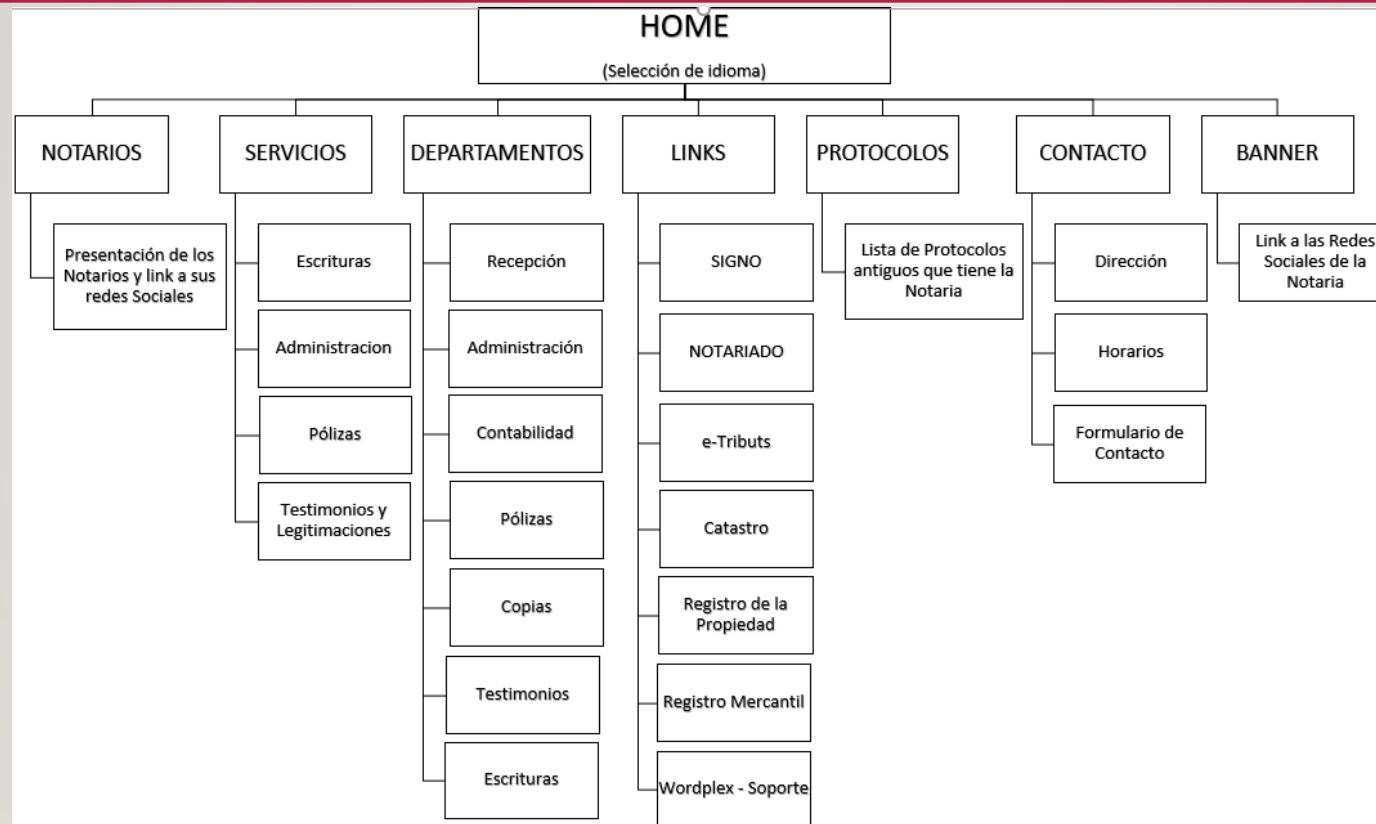 HOME
(Selección de idioma)
NOTARIOS
SERVICIOS
DEPARTAMENTOS
LINKS
PROTOCOLOS
CONTACTO
BANNER
Presentación de los
Notarios y link a sus
redes Sociales
Escrituras
Administracion
Pólizas
Testimonios y
Legitimaciones
Recepción
Administración
Contabilidad
Pólizas
Copias
Testimonios
Escrituras
SIGNO
NOTARIADO
e-Tributs
Catastro
Registro de la
Propiedad
Registro Mercantil
Wordplex - Soporte
Lista de Protocolos
antiguos que tiene la
Notaria
Dirección
Horarios
Formulario de
Contacto
Link a las Redes
Sociales de la
Notaria